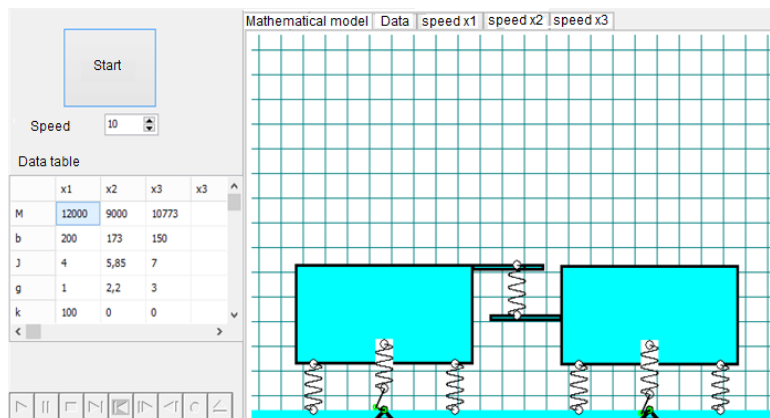 Mathematical model Data speed x1 speed x2 speed x3
Start
Speed 10
Data table
x1 x2 x3 x3
M 12000 9000 10773
b 200 173 150
J 4 5,85 7
g 1 2,2 3
k 100 0 0